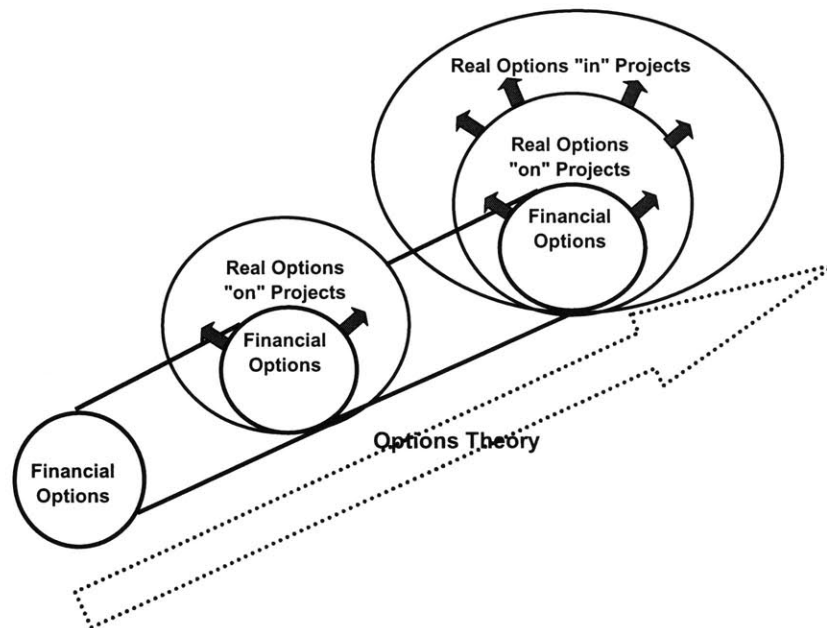 Real Options "in" Projects
Real Options
"on" Projects
Financial
Options
Real Options
"on" Projects
Financial
Options
Options Theory
Financial
Options